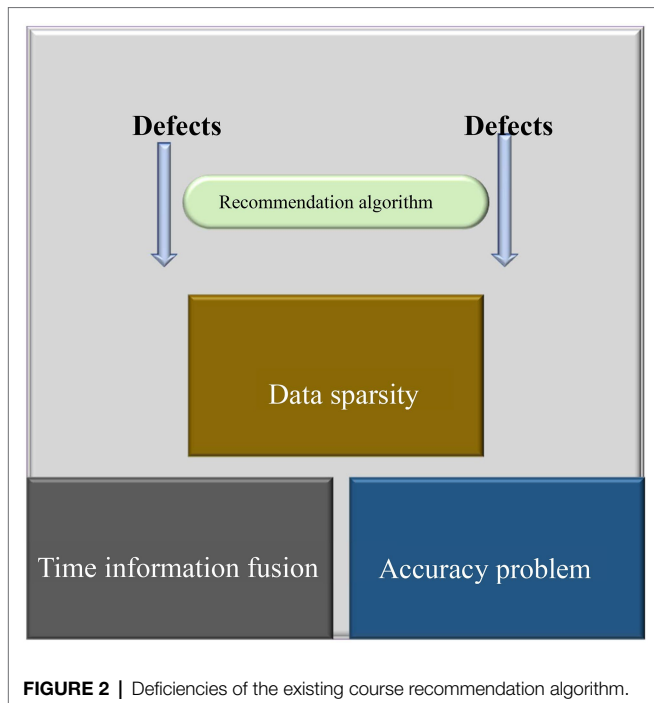 Defects Defects
Recommendation algorithm
Data sparsity
Time information fusion
Accuracy problem
FIGURE 2 | Deficiencies of the existing course recommendation algorithm.